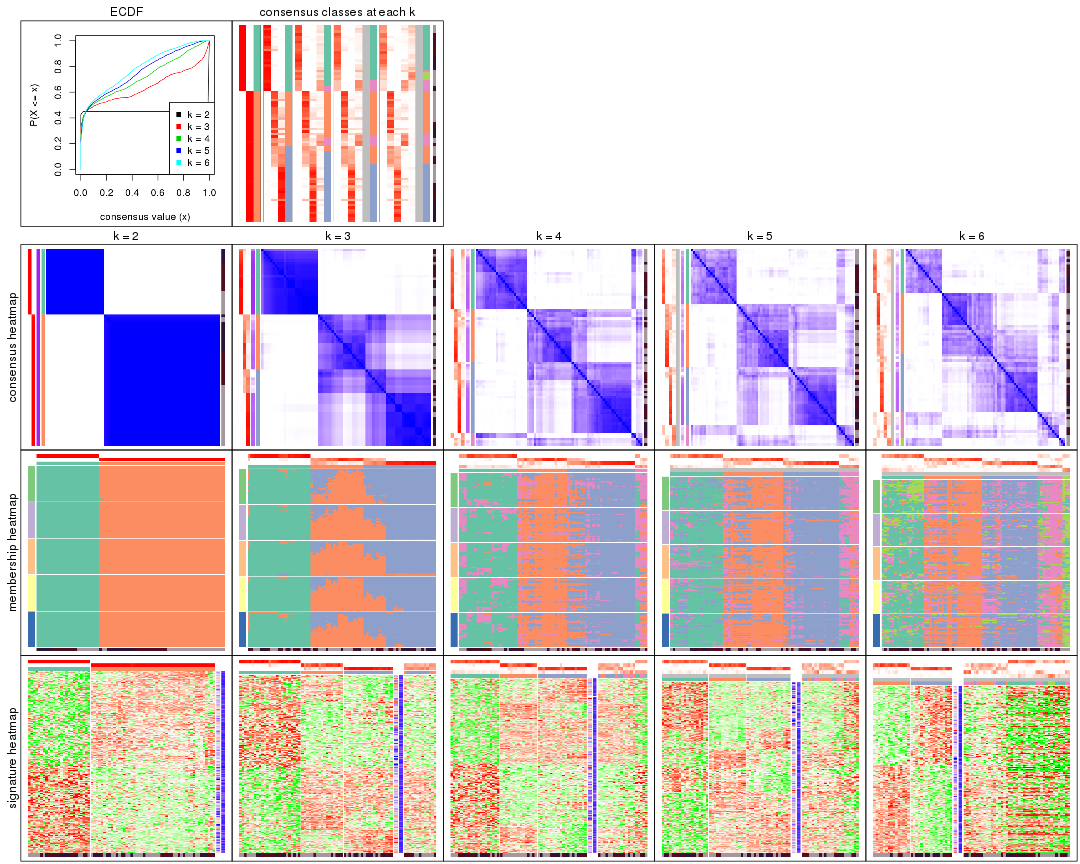 ECDF
consensus classes at each k
P(X <= x)
0.0 0.2 0.4 0.6 0.8 1.0
k = 2
k = 3
k = 4
k = 5
k = 6
0.0 0.2 0.4 0.6 0.8 1.0
consensus value (x)
k = 2
k = 3
k = 4
k = 5
k = 6
consensus heatmap
membership heatmap
signature heatmap